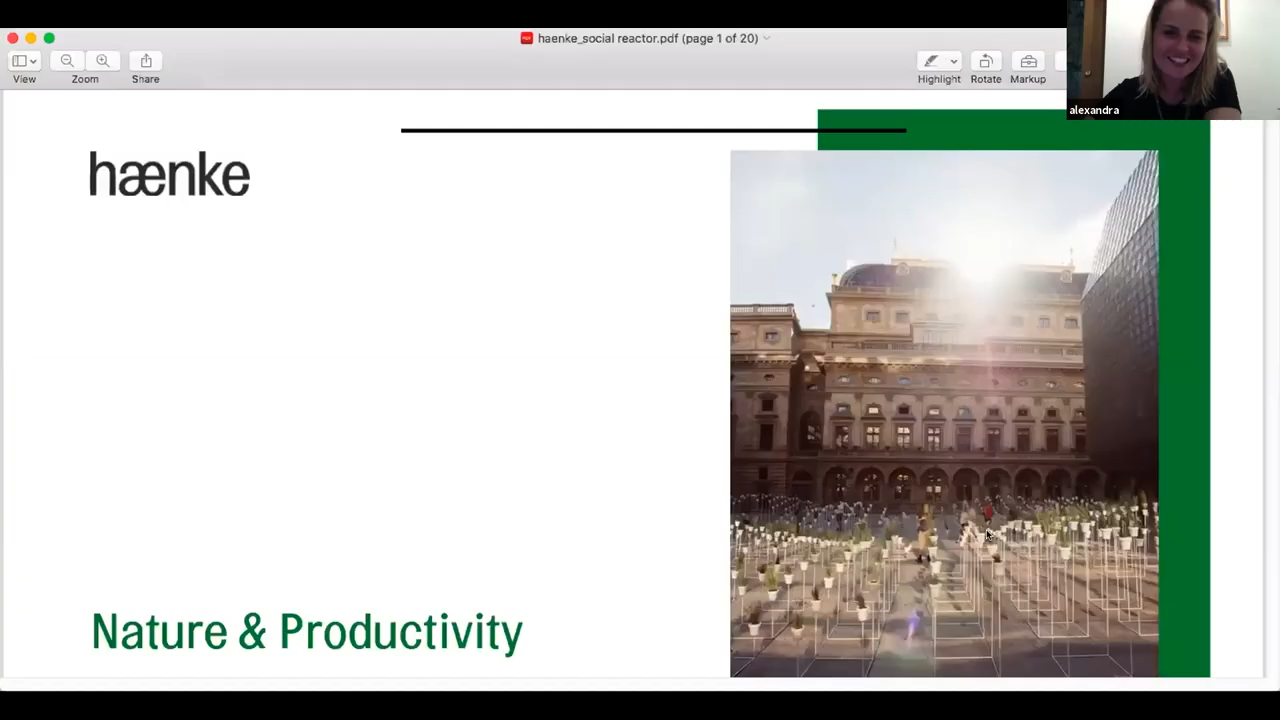 haenke_social reactor.pdf (page 1 of 20)
View
Zoom
Share
Highlight
Rotate
Markup
alexandra
hænke
Nature & Productivity